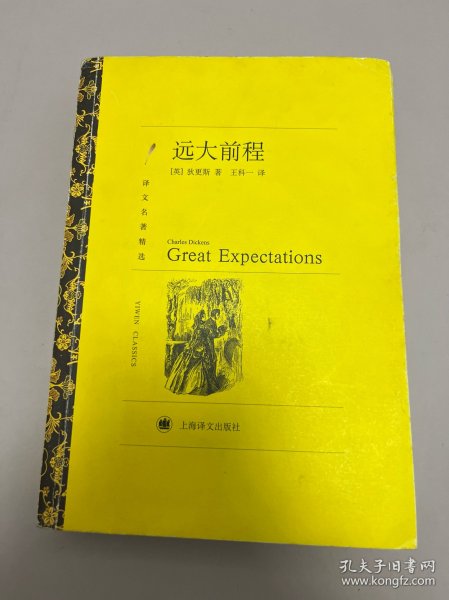 远大前程
[英] 狄更斯 著 王科一 译
译文名著精选
YIWEN CLASSICS
Charles Dickens
Great Expectations
上海译文出版社
孔夫子旧书网
www.kongfz.com